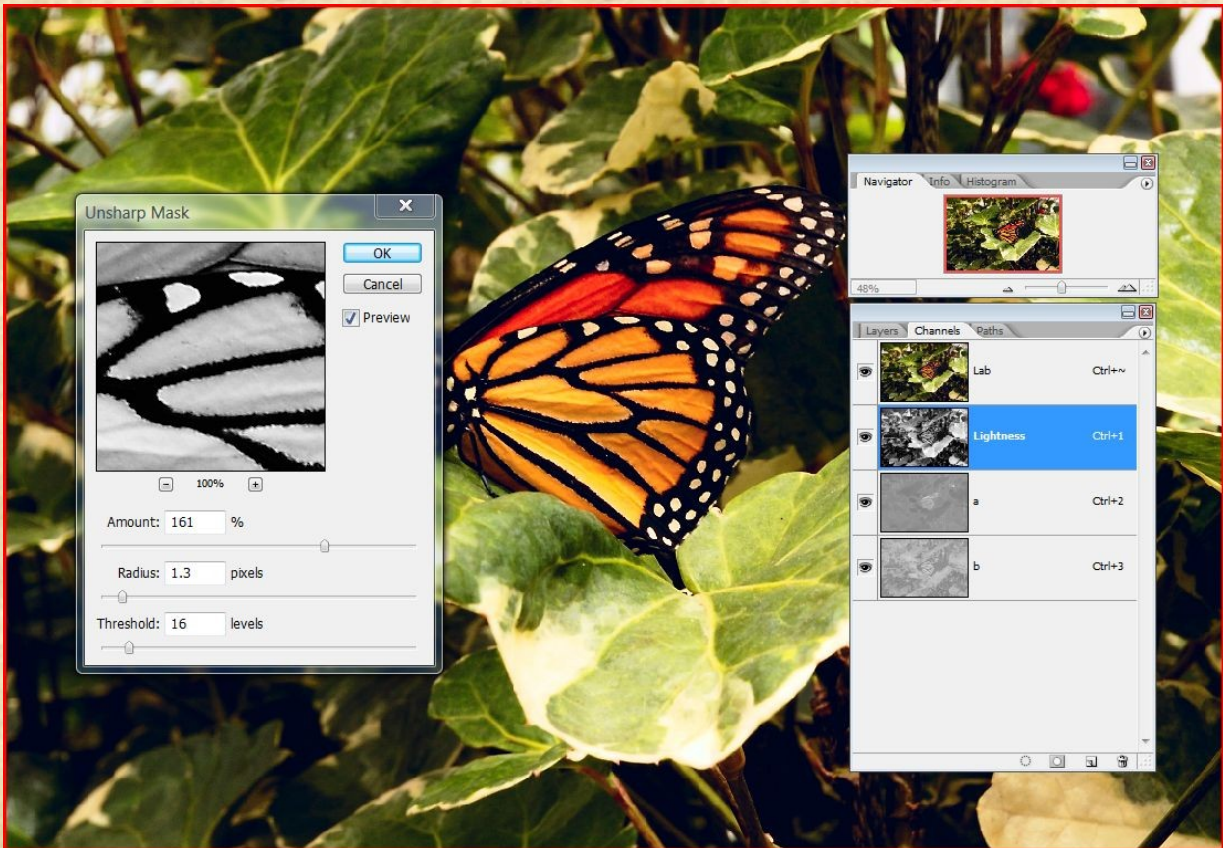 Unsharp Mask
OK
Cancel
Preview
100%
Amount: 161 %
Radius: 1.3 pixels
Threshold: 16 levels
Navigator Info Histogram
48%
Layers Channels Paths
Lab Ctrl+~
Lightness Ctrl+1
a Ctrl+2
b Ctrl+3